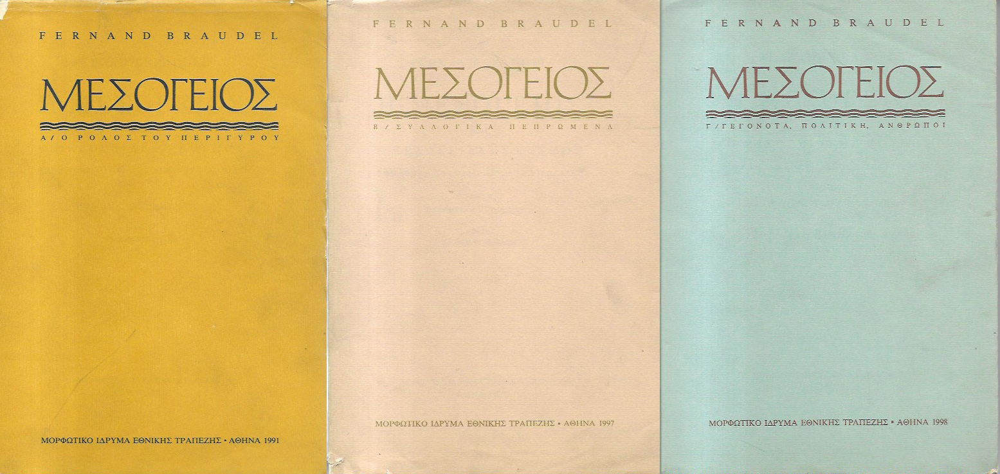 FERNAND BRAUDEL
ΜΕΣΟΓΕΙΟΣ
Α/Ο ΡΟΛΟΣ ΤΟΥ ΠΕΡΙΓΥΡΟΥ
ΜΟΡΦΩΤΙΚΟ ΙΔΡΥΜΑ ΕΘΝΙΚΗΣ ΤΡΑΠΕΖΗΣ ▪ ΑΘΗΝΑ 1991
FERNAND BRAUDEL
ΜΕΣΟΓΕΙΟΣ
Β/ΣΥΛΛΟΓΙΚΑ ΠΕΠΡΩΜΕΝΑ
ΜΟΡΦΩΤΙΚΟ ΙΔΡΥΜΑ ΕΘΝΙΚΗΣ ΤΡΑΠΕΖΗΣ ▪ ΑΘΗΝΑ 1997
FERNAND BRAUDEL
ΜΕΣΟΓΕΙΟΣ
Γ/ΓΕΓΟΝΟΤΑ, ΠΟΛΙΤΙΚΗ, ΑΝΘΡΩΠΟΙ
ΜΟΡΦΩΤΙΚΟ ΙΔΡΥΜΑ ΕΘΝΙΚΗΣ ΤΡΑΠΕΖΗΣ ▪ ΑΘΗΝΑ 1998